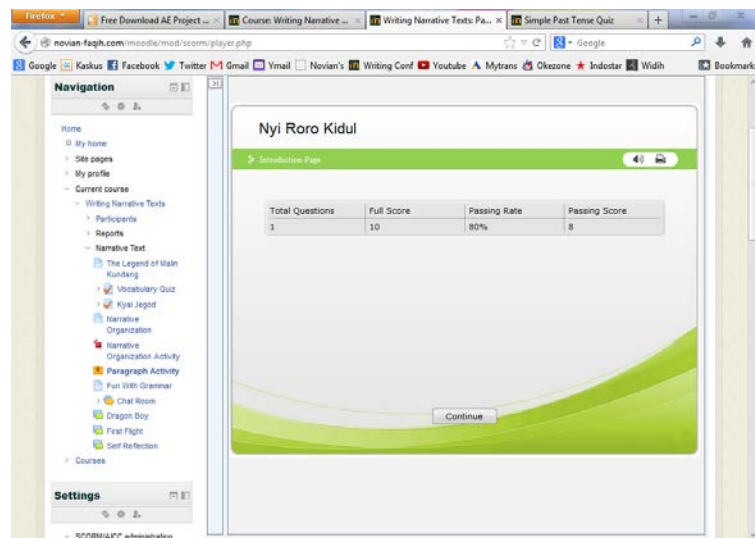 Firefox
Free Download AE Project ...
Course: Writing Narrative ...
Writing Narrative Texts: Pa...
Simple Past Tense Quiz
novian-faqih.com/moodle/mod/scorm/player.php
Google
Google Kaskus Facebook Twitter Gmail Ymail Novian's Writing Conf Youtube Mytrans Okezone Indostar Widih Bookmark
Navigation
Home
My home
Site pages
My profile
Current course
Writing Narrative Texts
Participants
Reports
Narrative Text
The Legend of Malin
Kundang
Vocabulary Quiz
Kyai Jegod
Narrative
Organization
Narrative
Organization Activity
Paragraph Activity
Fun With Grammar
Chat Room
Dragon Boy
First Flight
Self Reflection
Courses
Settings
SCORM/AICC administration
Nyi Roro Kidul
Introduction Page
Total Questions Full Score Passing Rate Passing Score
1 10 80% 8
Continue